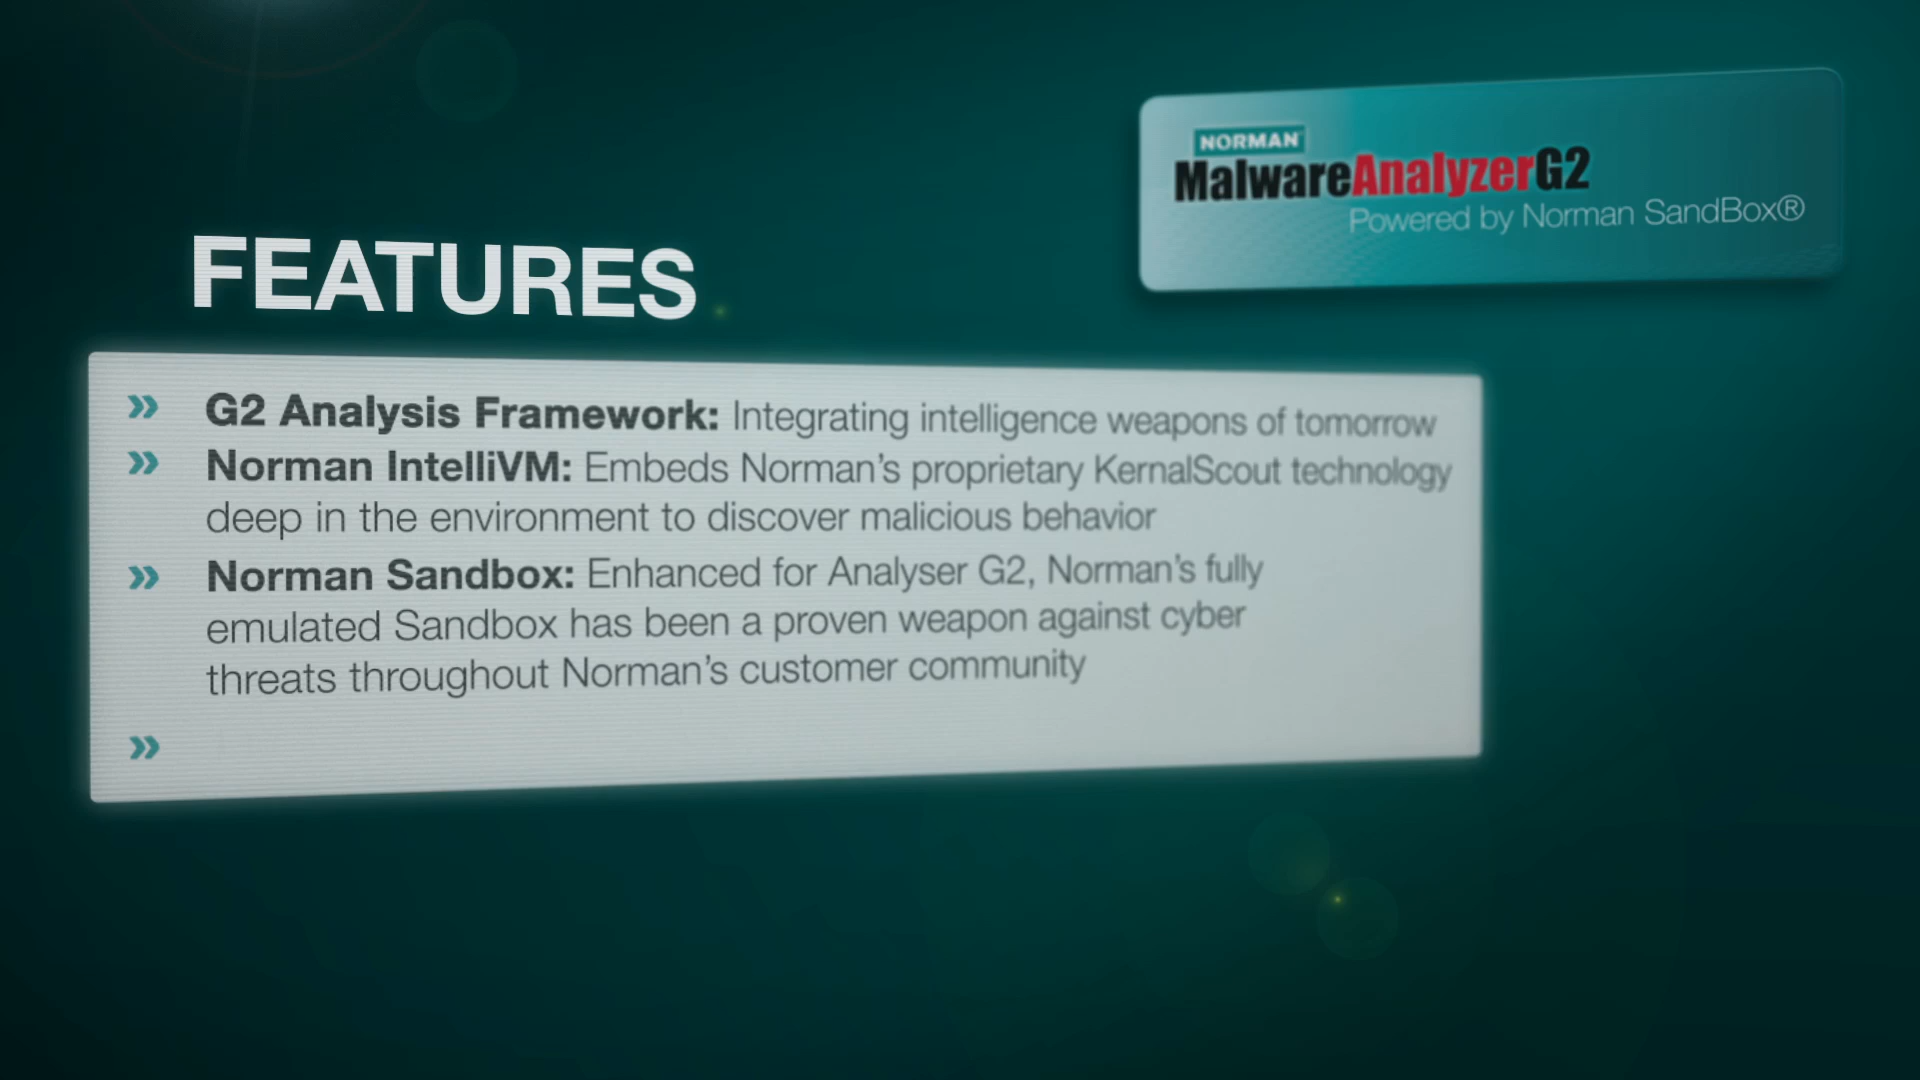 NORMAN
MalwareAnalyzerG2
Powered by Norman SandBox®
FEATURES
» G2 Analysis Framework: Integrating intelligence weapons of tomorrow
» Norman IntelliVM: Embeds Norman’s proprietary KernalScout technology
deep in the environment to discover malicious behavior
» Norman Sandbox: Enhanced for Analyser G2, Norman’s fully
emulated Sandbox has been a proven weapon against cyber
threats throughout Norman’s customer community
»